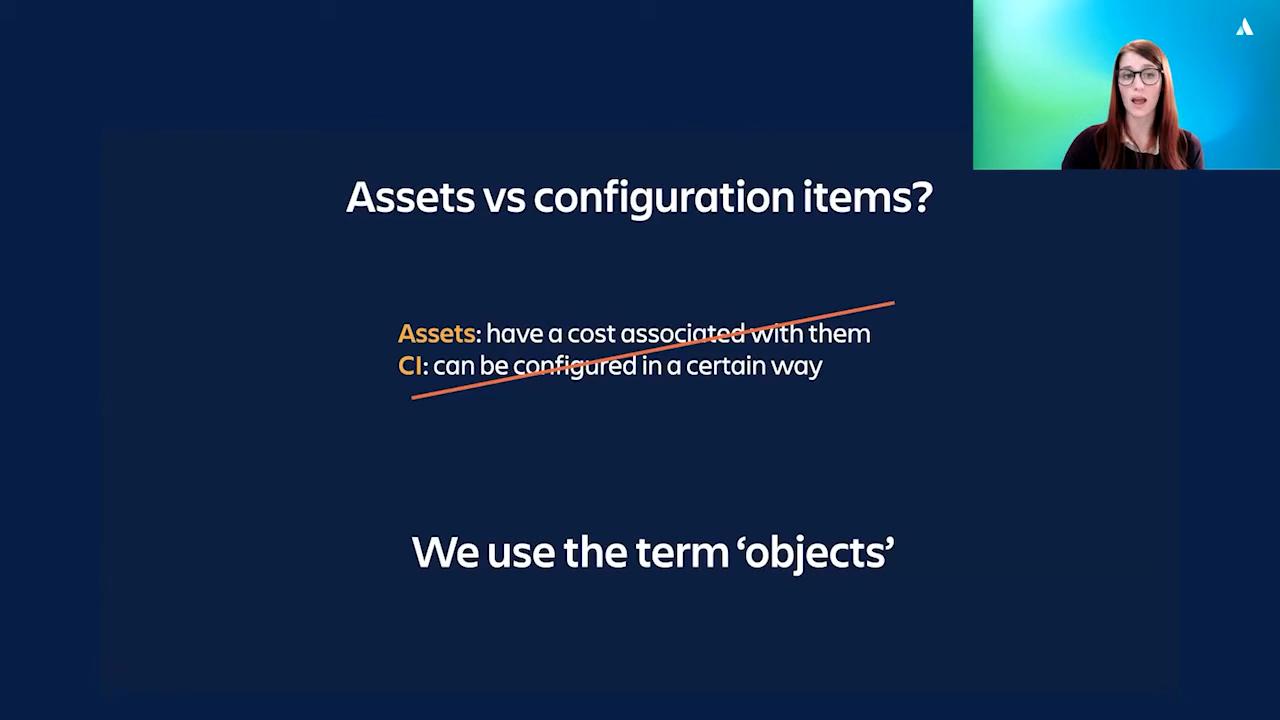 Assets vs configuration items?
Assets: have a cost associated with them
CI: can be configured in a certain way
We use the term ‘objects’